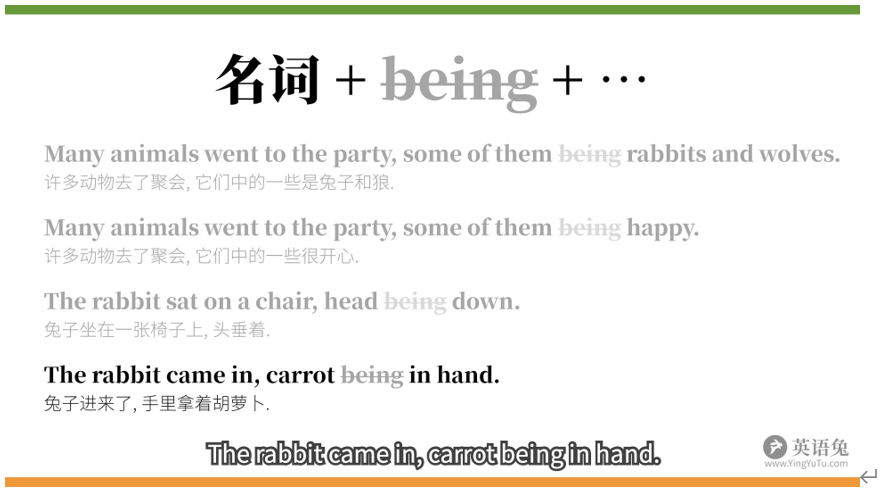 名词 + being + ···
Many animals went to the party, some of them being rabbits and wolves.
许多动物去了聚会, 它们中的一些是兔子和狼.
Many animals went to the party, some of them being happy.
许多动物去了聚会, 它们中的一些很开心.
The rabbit sat on a chair, head being down.
兔子坐在一张椅子上, 头垂着.
The rabbit came in, carrot being in hand.
兔子进来了, 手里拿着胡萝卜.
The rabbit came in, carrot being in hand.
英语兔
www.YingYuTu.com